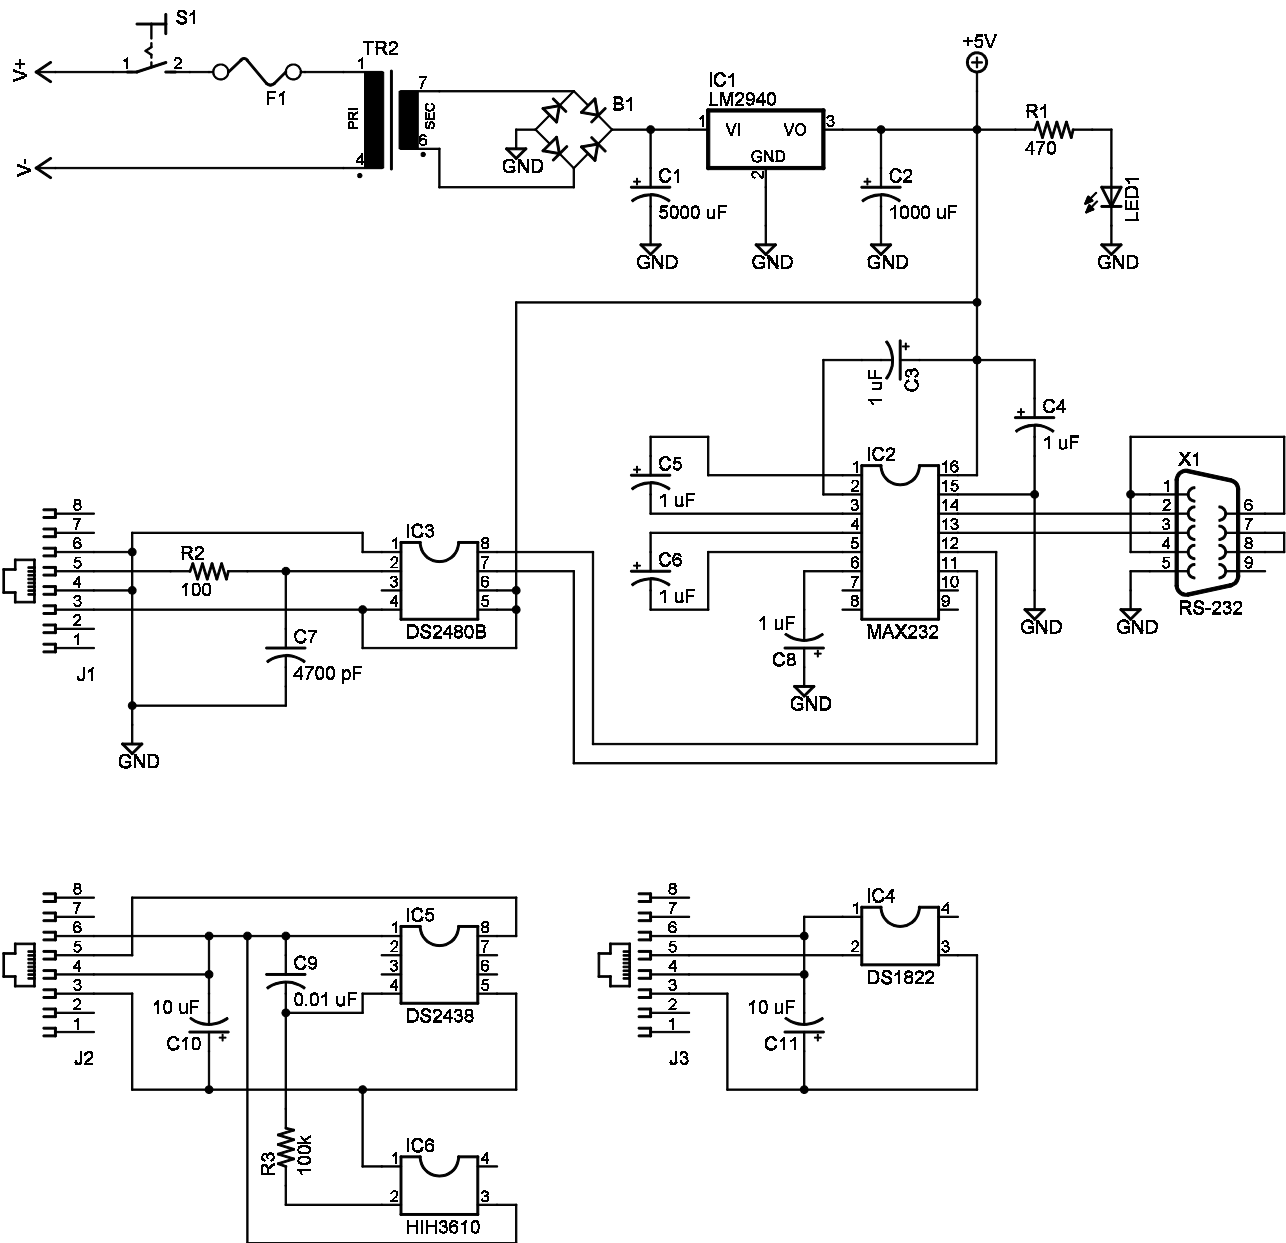 S1
V+
1
2
F1
TR2
1
PRI
4
7
SEC
6
V-
B1
GND
C1
5000 uF
GND
IC1
LM2940
1
VI
VO
3
GND
2
GND
C2
1000 uF
GND
+5V
R1
470
LED1
GND
C3
1 uF
C4
1 uF
GND
C5
1 uF
C6
1 uF
1 uF
C8
GND
IC2
1
2
3
4
5
6
7
8
16
15
14
13
12
11
10
9
MAX232
X1
1
2
3
4
5
6
7
8
9
RS-232
GND
8
7
6
5
4
3
2
1
J1
R2
100
C7
4700 pF
GND
IC3
1
2
3
4
8
7
6
5
DS2480B
8
7
6
5
4
3
2
1
J2
10 uF
C10
C9
0.01 uF
IC5
1
2
3
4
8
7
6
5
DS2438
R3
100k
IC6
1
2
4
3
HIH3610
8
7
6
5
4
3
2
1
J3
10 uF
C11
IC4
1
2
4
3
DS1822